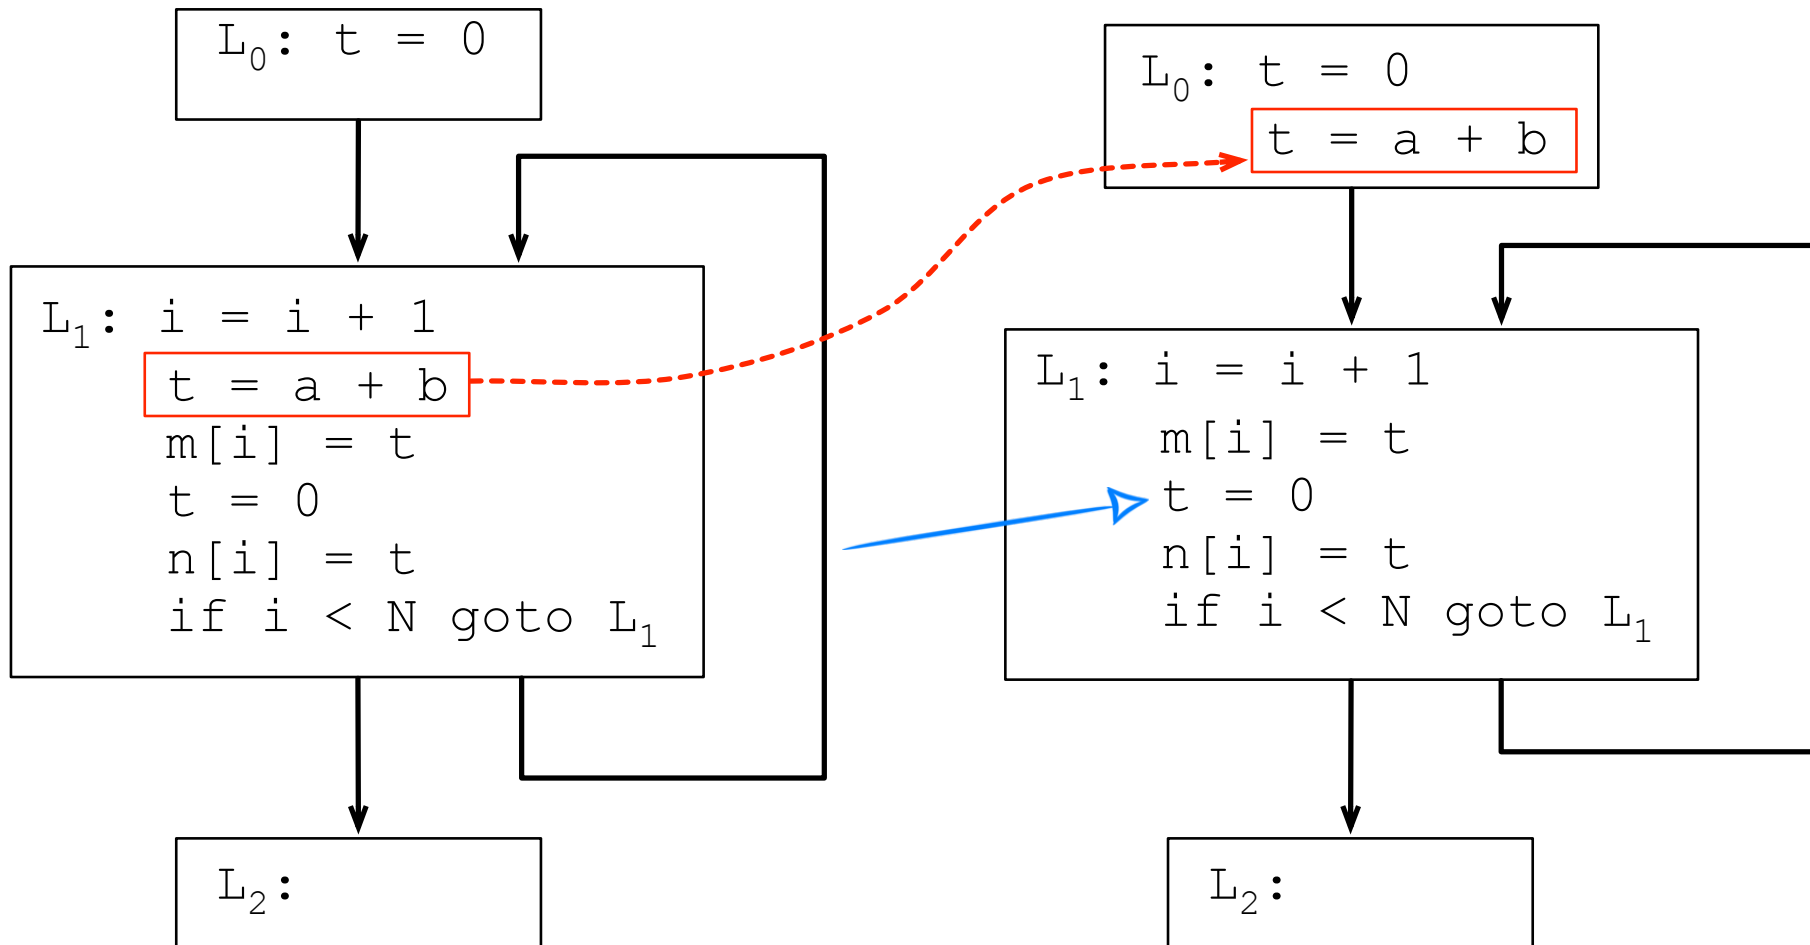 L₀: t = 0
L₁: i = i + 1
t = a + b
m[i] = t
t = 0
n[i] = t
if i < N goto L₁
L₂:
L₀: t = 0
t = a + b
L₁: i = i + 1
m[i] = t
t = 0
n[i] = t
if i < N goto L₁
L₂: